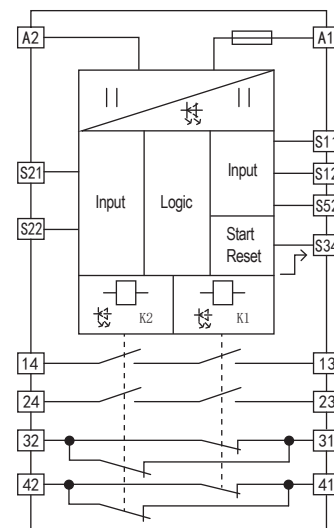 A2 A1
S11
S21 Input Logic Input S12
S52
S22 Start Reset S34
K2 K1
14 13
24 23
32 31
42 41